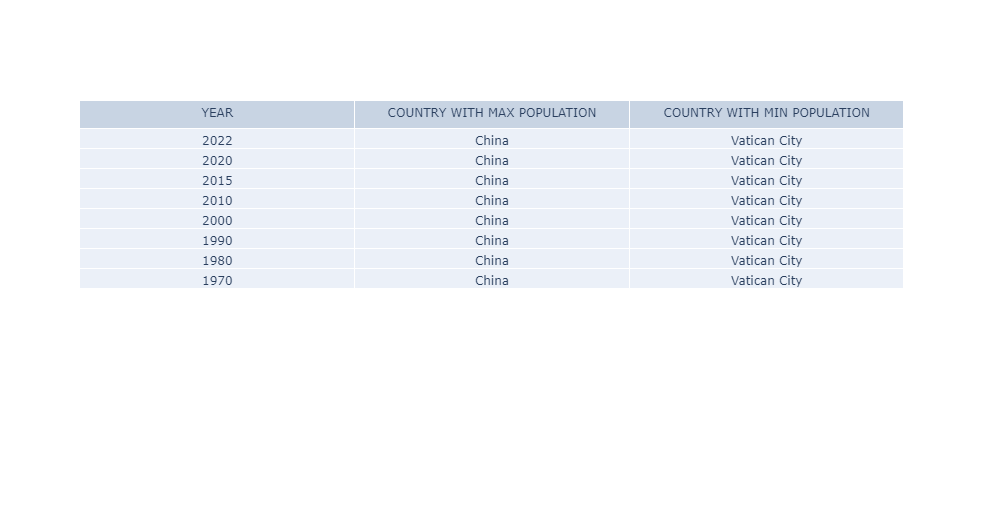 YEAR COUNTRY WITH MAX POPULATION COUNTRY WITH MIN POPULATION
2022 China Vatican City
2020 China Vatican City
2015 China Vatican City
2010 China Vatican City
2000 China Vatican City
1990 China Vatican City
1980 China Vatican City
1970 China Vatican City